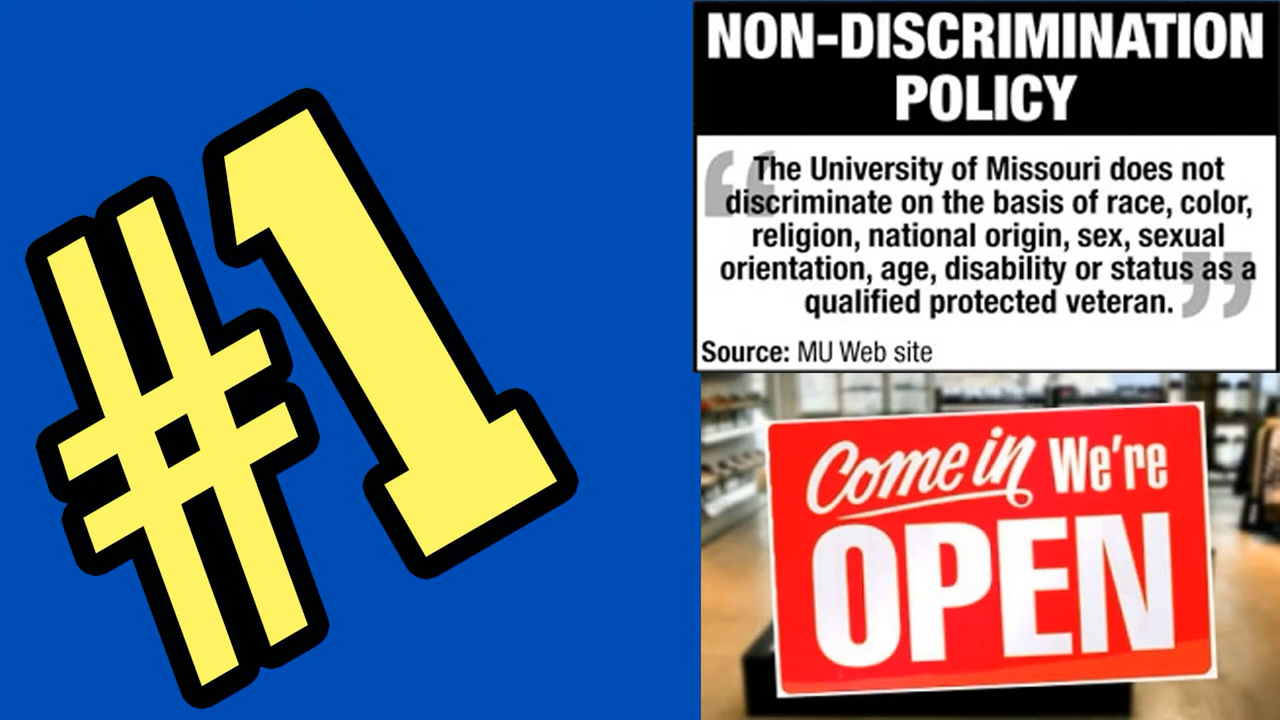 #1
NON-DISCRIMINATION
POLICY
“The University of Missouri does not
discriminate on the basis of race, color,
religion, national origin, sex, sexual
orientation, age, disability or status as a
qualified protected veteran.”
Source: MU Web site
Come in We're
OPEN